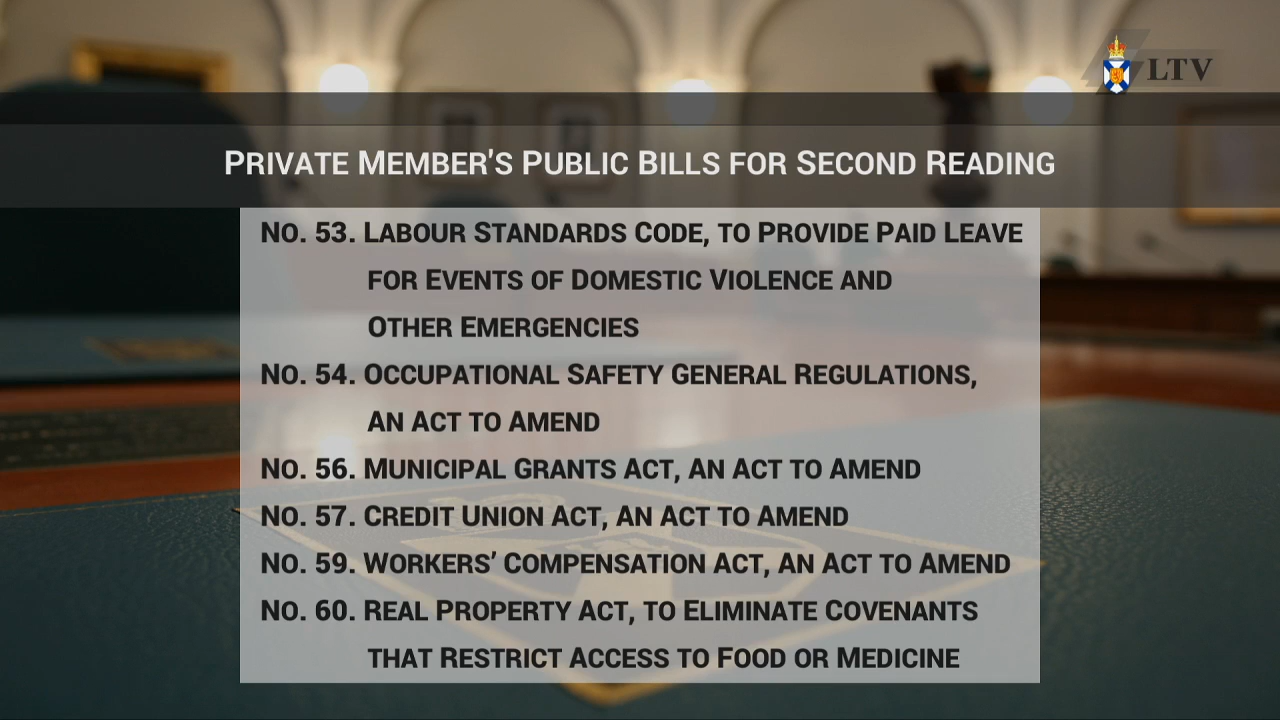 LTV
PRIVATE MEMBER'S PUBLIC BILLS FOR SECOND READING
NO. 53. LABOUR STANDARDS CODE, TO PROVIDE PAID LEAVE
FOR EVENTS OF DOMESTIC VIOLENCE AND
OTHER EMERGENCIES
NO. 54. OCCUPATIONAL SAFETY GENERAL REGULATIONS,
AN ACT TO AMEND
NO. 56. MUNICIPAL GRANTS ACT, AN ACT TO AMEND
NO. 57. CREDIT UNION ACT, AN ACT TO AMEND
NO. 59. WORKERS’ COMPENSATION ACT, AN ACT TO AMEND
NO. 60. REAL PROPERTY ACT, TO ELIMINATE COVENANTS
THAT RESTRICT ACCESS TO FOOD OR MEDICINE